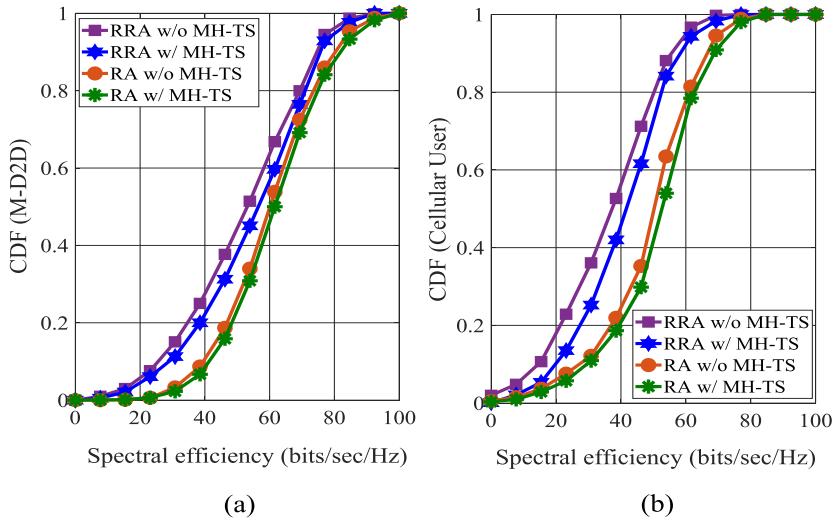 RRA w/o MH-TS
RRA w/ MH-TS
RA w/o MH-TS
RA w/ MH-TS
CDF (M-D2D)
1
0.8
0.6
0.4
0.2
0
0 20 40 60 80 100
Spectral efficiency (bits/sec/Hz)
(a)
CDF (Cellular User)
1
0.8
0.6
0.4
0.2
0
RRA w/o MH-TS
RRA w/ MH-TS
RA w/o MH-TS
RA w/ MH-TS
0 20 40 60 80 100
Spectral efficiency (bits/sec/Hz)
(b)